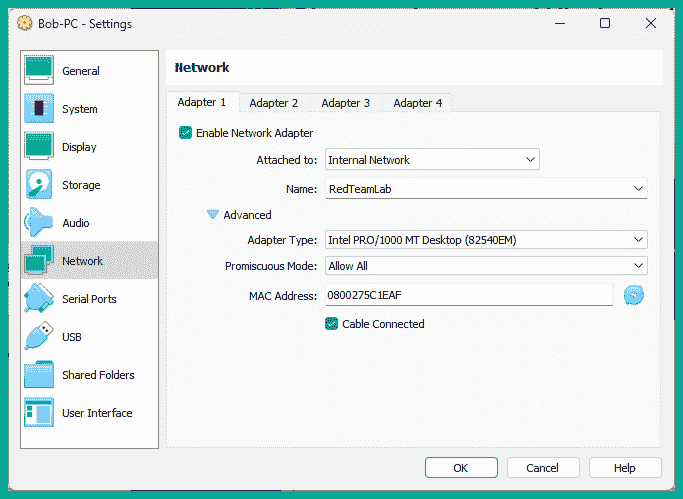 Bob-PC - Settings
General
System
Display
Storage
Audio
Network
Serial Ports
USB
Shared Folders
User Interface
Network
Adapter 1 Adapter 2 Adapter 3 Adapter 4
Enable Network Adapter
Attached to: Internal Network
Name: RedTeamLab
Advanced
Adapter Type: Intel PRO/1000 MT Desktop (82540EM)
Promiscuous Mode: Allow All
MAC Address: 0800275C1EAF
Cable Connected
OK Cancel Help